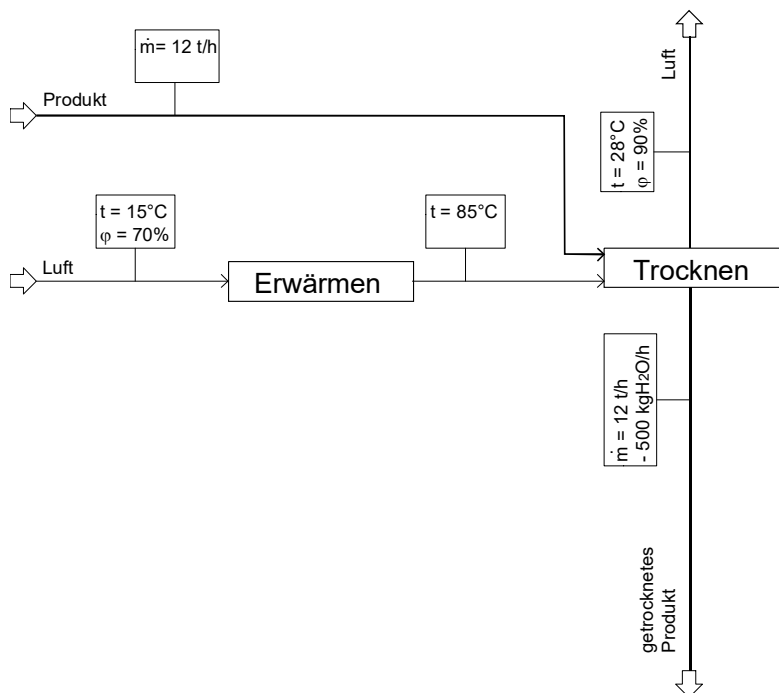 ṁ= 12 t/h
Produkt
Luft
t = 28°C
φ = 90%
t = 15°C
φ = 70%
t = 85°C
Luft
Erwärmen
Trocknen
ṁ = 12 t/h
- 500 kgH2O/h
getrocknetes
Produkt